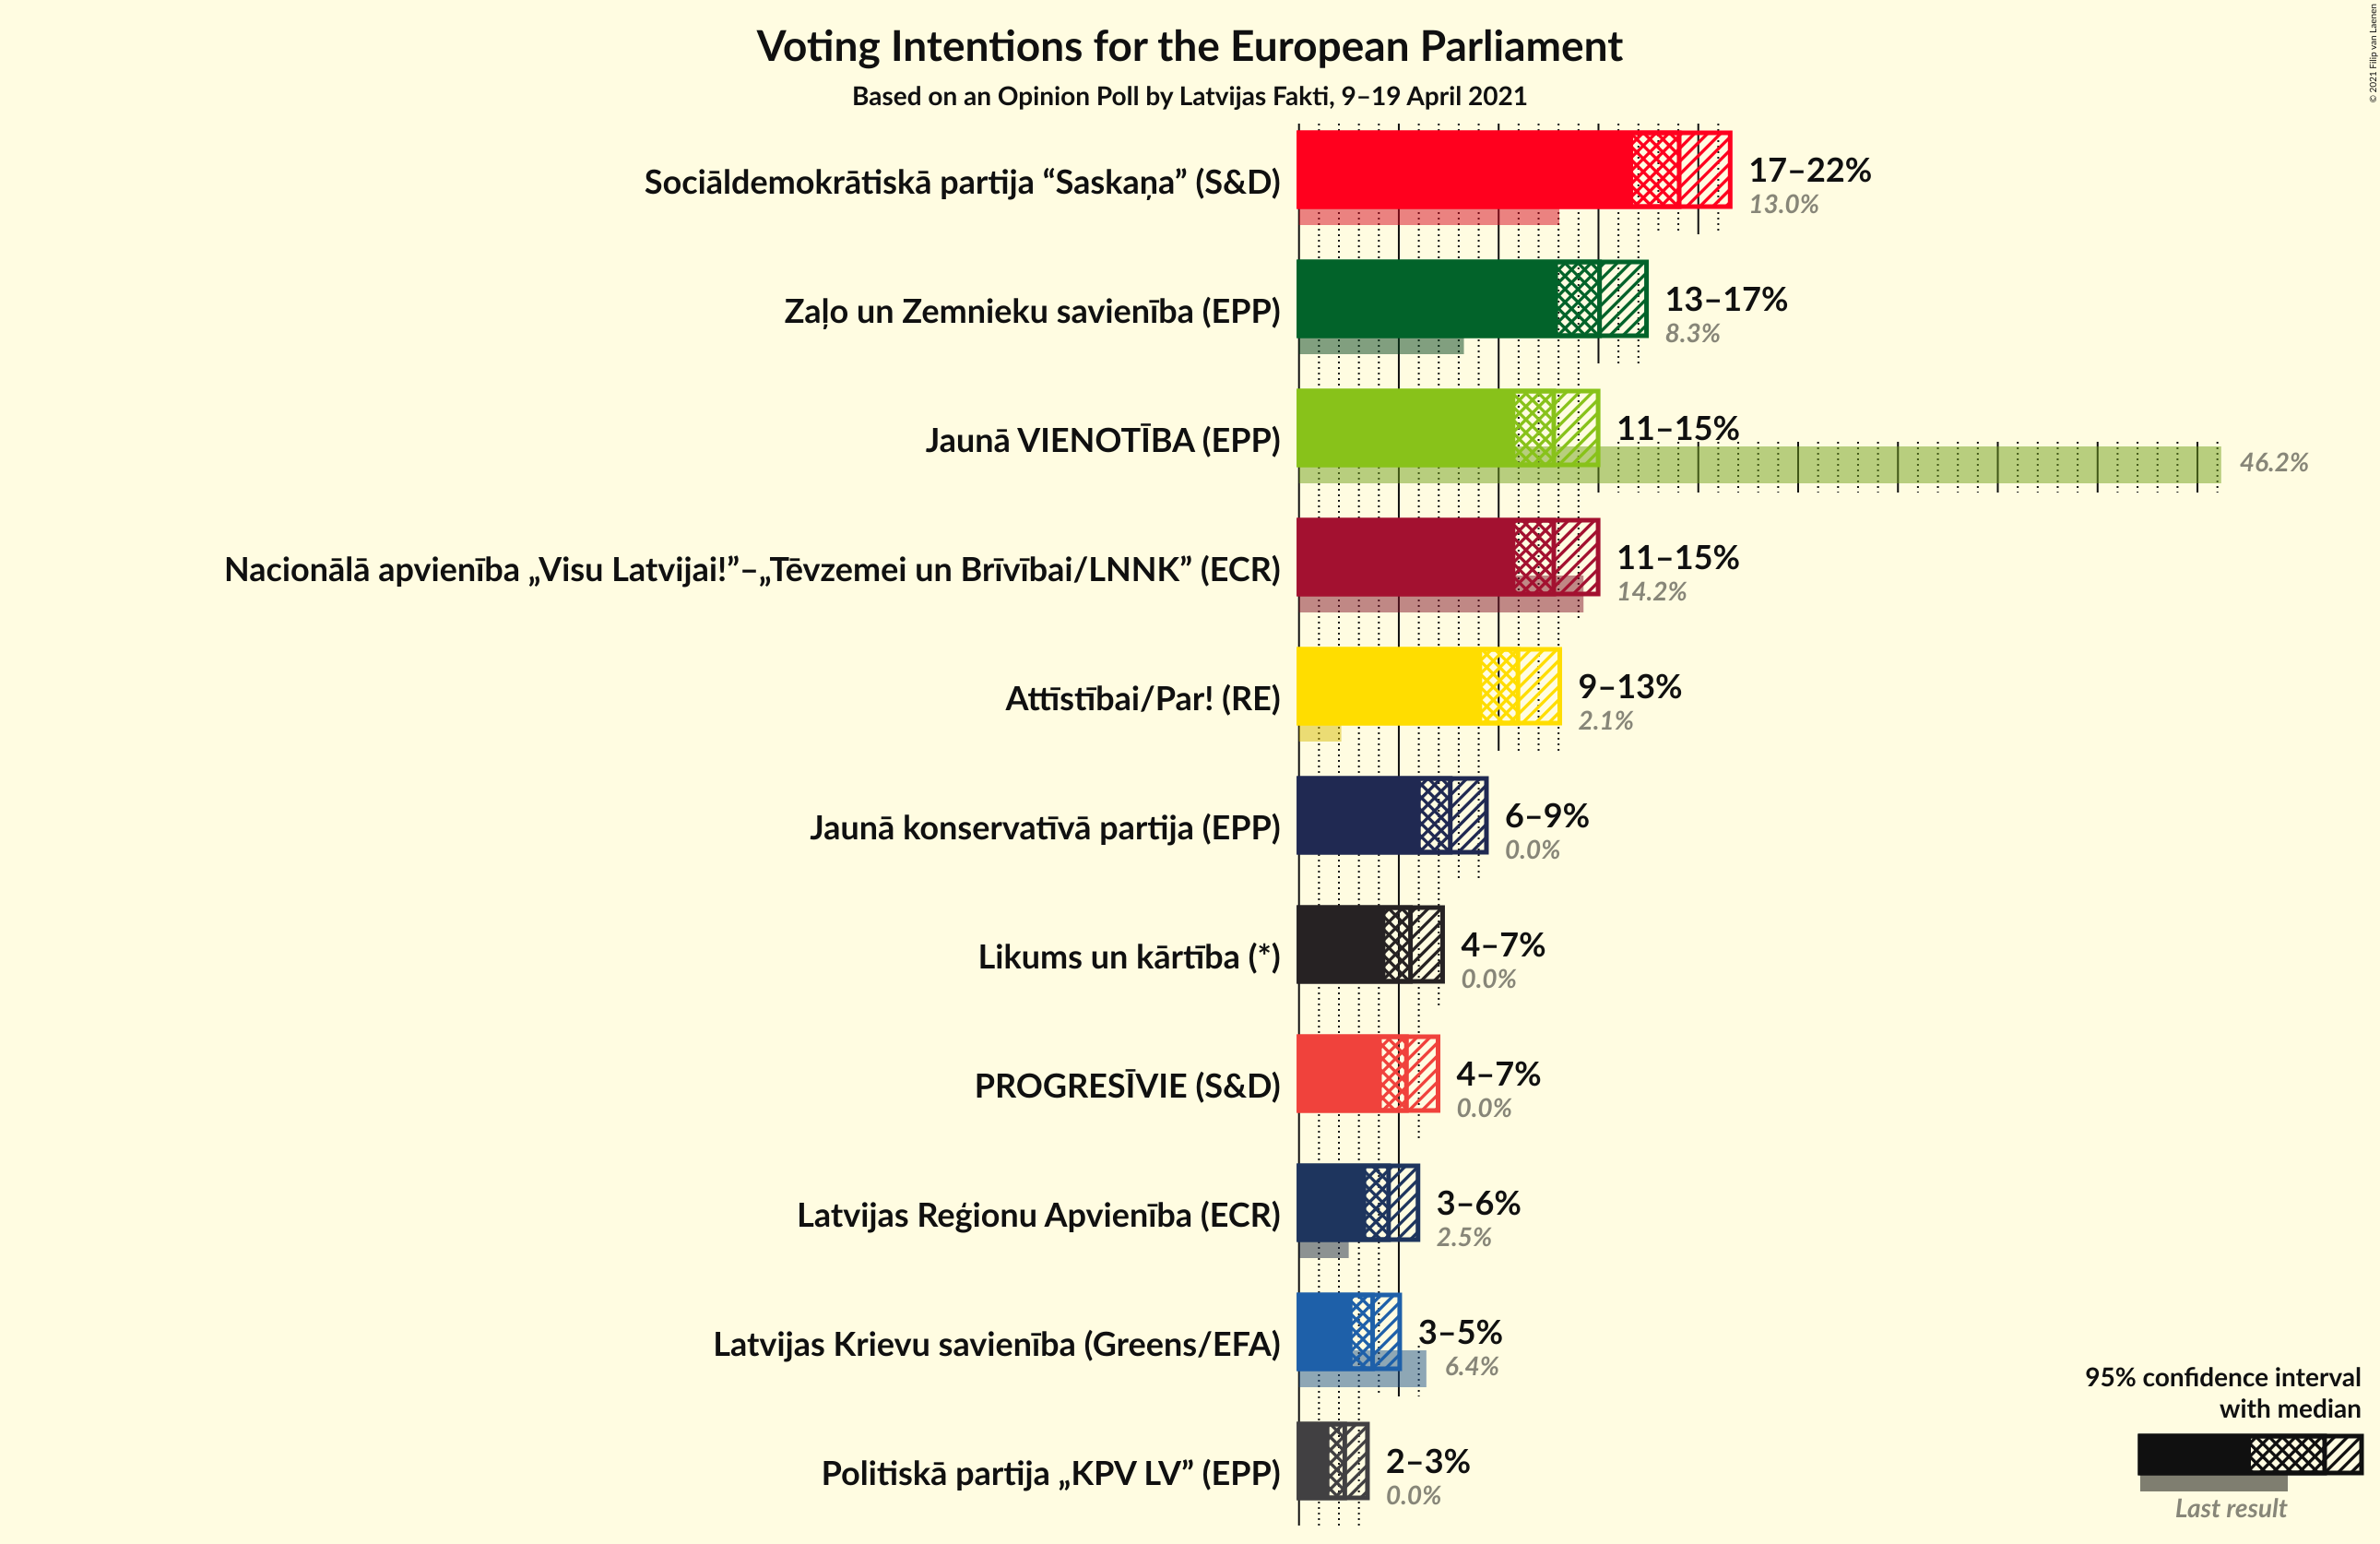 Voting Intentions for the European Parliament
Based on an Opinion Poll by Latvijas Fakti, 9–19 April 2021
© 2021 Filip van Laenen
Sociāldemokrātiskā partija “Saskaņa” (S&D)
17–22%
13.0%
Zaļo un Zemnieku savienība (EPP)
13–17%
8.3%
Jaunā VIENOTĪBA (EPP)
11–15%
46.2%
Nacionālā apvienība „Visu Latvijai!”–„Tēvzemei un Brīvībai/LNNK” (ECR)
11–15%
14.2%
Attīstībai/Par! (RE)
9–13%
2.1%
Jaunā konservatīvā partija (EPP)
6–9%
0.0%
Likums un kārtība (*)
4–7%
0.0%
PROGRESĪVIE (S&D)
4–7%
0.0%
Latvijas Reģionu Apvienība (ECR)
3–6%
2.5%
Latvijas Krievu savienība (Greens/EFA)
3–5%
6.4%
Politiskā partija „KPV LV” (EPP)
2–3%
0.0%
95% confidence interval
with median
Last result